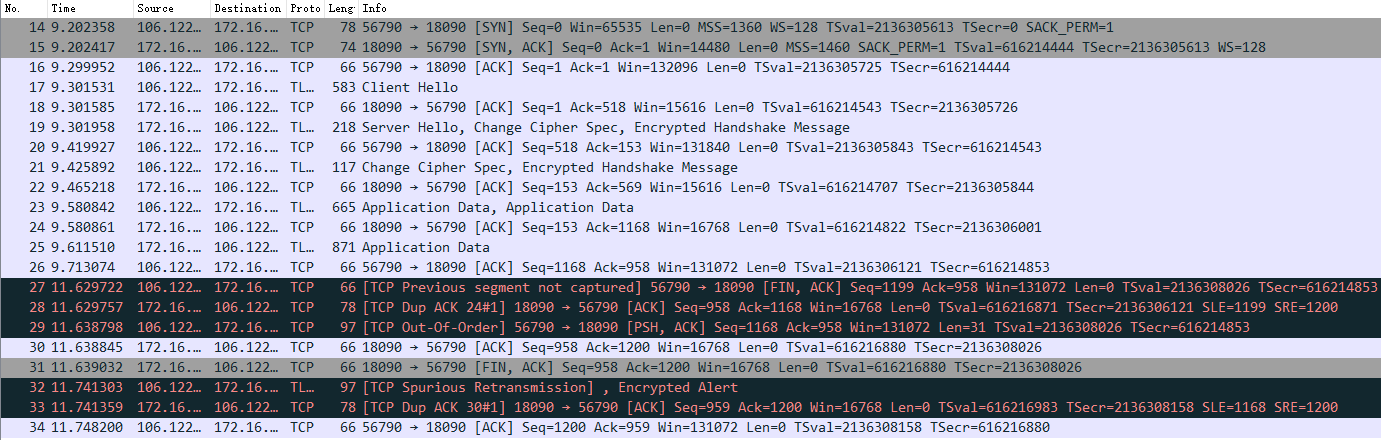 No. Time Source Destination Proto Leng Info
14 9.202358 106.122… 172.16.… TCP 78 56790 → 18090 [SYN] Seq=0 Win=65535 Len=0 MSS=1360 WS=128 TSval=2136305613 TSecr=0 SACK_PERM=1
15 9.202417 172.16.… 106.122… TCP 74 18090 → 56790 [SYN, ACK] Seq=0 Ack=1 Win=14480 Len=0 MSS=1460 SACK_PERM=1 TSval=616214444 TSecr=2136305613 WS=128
16 9.299952 106.122… 172.16.… TCP 66 56790 → 18090 [ACK] Seq=1 Ack=1 Win=132096 Len=0 TSval=2136305725 TSecr=616214444
17 9.301531 106.122… 172.16.… TL… 583 Client Hello
18 9.301585 172.16.… 106.122… TCP 66 18090 → 56790 [ACK] Seq=1 Ack=518 Win=15616 Len=0 TSval=616214543 TSecr=2136305726
19 9.301958 172.16.… 106.122… TL… 218 Server Hello, Change Cipher Spec, Encrypted Handshake Message
20 9.419927 106.122… 172.16.… TCP 66 56790 → 18090 [ACK] Seq=518 Ack=153 Win=131840 Len=0 TSval=2136305843 TSecr=616214543
21 9.425892 106.122… 172.16.… TL… 117 Change Cipher Spec, Encrypted Handshake Message
22 9.465218 172.16.… 106.122… TCP 66 18090 → 56790 [ACK] Seq=153 Ack=569 Win=15616 Len=0 TSval=616214707 TSecr=2136305844
23 9.580842 106.122… 172.16.… TL… 665 Application Data, Application Data
24 9.580861 172.16.… 106.122… TCP 66 18090 → 56790 [ACK] Seq=153 Ack=1168 Win=16768 Len=0 TSval=616214822 TSecr=2136306001
25 9.611510 172.16.… 106.122… TL… 871 Application Data
26 9.713074 106.122… 172.16.… TCP 66 56790 → 18090 [ACK] Seq=1168 Ack=958 Win=131072 Len=0 TSval=2136306121 TSecr=616214853
27 11.629722 106.122… 172.16.… TCP 66 [TCP Previous segment not captured] 56790 → 18090 [FIN, ACK] Seq=1199 Ack=958 Win=131072 Len=0 TSval=2136308026 TSecr=616214853
28 11.629757 172.16.… 106.122… TCP 78 [TCP Dup ACK 24#1] 18090 → 56790 [ACK] Seq=958 Ack=1168 Win=16768 Len=0 TSval=616216871 TSecr=2136306121 SLE=1199 SRE=1200
29 11.638798 106.122… 172.16.… TCP 97 [TCP Out-Of-Order] 56790 → 18090 [PSH, ACK] Seq=1168 Ack=958 Win=131072 Len=31 TSval=2136308026 TSecr=616214853
30 11.638845 172.16.… 106.122… TCP 66 18090 → 56790 [ACK] Seq=958 Ack=1200 Win=16768 Len=0 TSval=616216880 TSecr=2136308026
31 11.639032 172.16.… 106.122… TCP 66 18090 → 56790 [FIN, ACK] Seq=958 Ack=1200 Win=16768 Len=0 TSval=616216880 TSecr=2136308026
32 11.741303 106.122… 172.16.… TL… 97 [TCP Spurious Retransmission] , Encrypted Alert
33 11.741359 172.16.… 106.122… TCP 78 [TCP Dup ACK 30#1] 18090 → 56790 [ACK] Seq=959 Ack=1200 Win=16768 Len=0 TSval=616216983 TSecr=2136308158 SLE=1168 SRE=1200
34 11.748200 106.122… 172.16.… TCP 66 56790 → 18090 [ACK] Seq=1200 Ack=959 Win=131072 Len=0 TSval=2136308158 TSecr=616216880